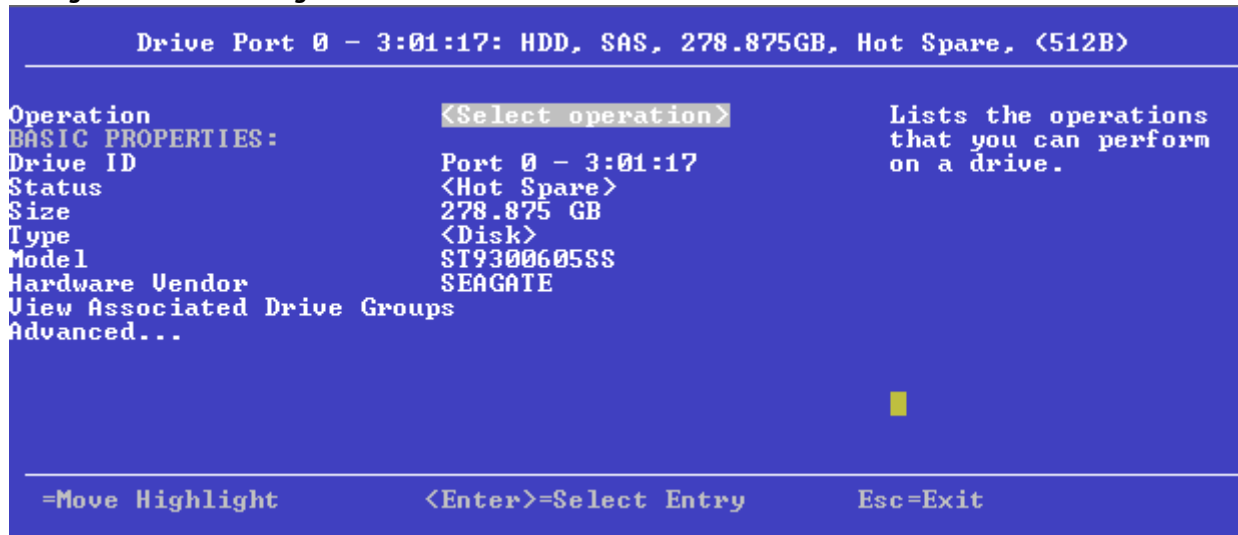 Drive Port 0 - 3:01:17: HDD, SAS, 278.875GB, Hot Spare, (512B)
Operation <Select operation> Lists the operations
BASIC PROPERTIES: that you can perform
Drive ID Port 0 - 3:01:17 on a drive.
Status <Hot Spare>
Size 278.875 GB
Type <Disk>
Model ST9300605SS
Hardware Vendor SEAGATE
View Associated Drive Groups
Advanced...
=Move Highlight <Enter>=Select Entry Esc=Exit